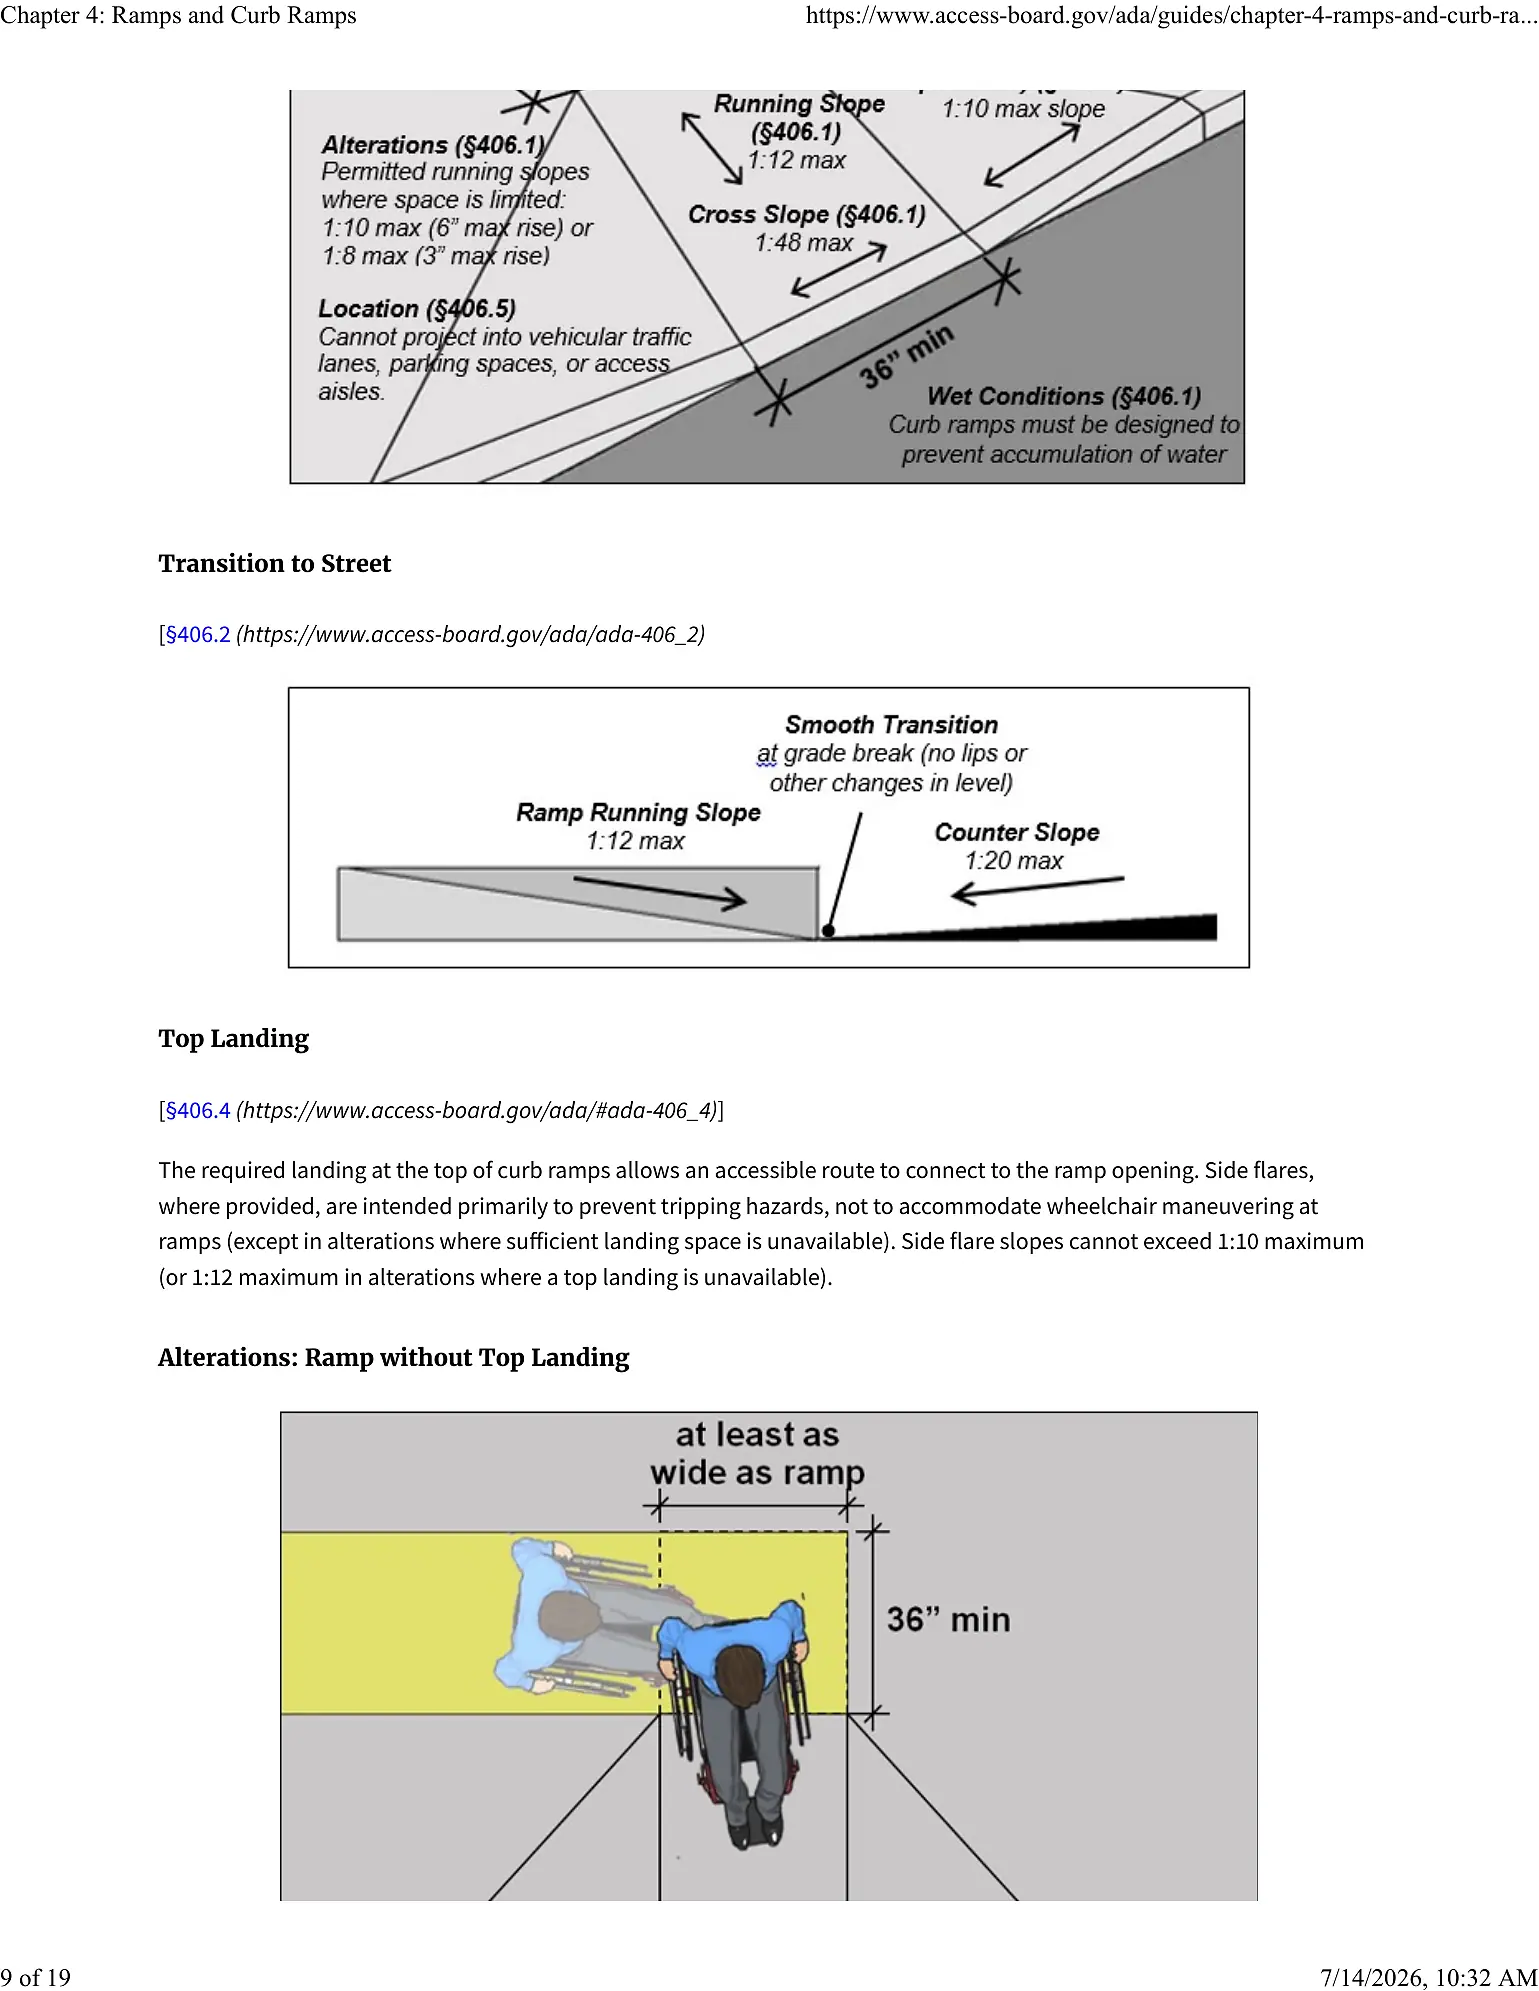 Chapter 4: Ramps and Curb Ramps
https://www.access-board.gov/ada/guides/chapter-4-ramps-and-curb-ra...
Running Slope
(§406.1)
1:12 max
1:10 max slope
Alterations (§406.1)
Permitted running slopes
where space is limited:
1:10 max (6” max rise) or
1:8 max (3” max rise)
Cross Slope (§406.1)
1:48 max
Location (§406.5)
Cannot project into vehicular traffic
lanes, parking spaces, or access
aisles.
36” min
Wet Conditions (§406.1)
Curb ramps must be designed to
prevent accumulation of water
Transition to Street
[§406.2 (https://www.access-board.gov/ada/ada-406_2)
Smooth Transition
at grade break (no lips or
other changes in level)
Ramp Running Slope
1:12 max
Counter Slope
1:20 max
Top Landing
[§406.4 (https://www.access-board.gov/ada/#ada-406_4)]
The required landing at the top of curb ramps allows an accessible route to connect to the ramp opening. Side flares,
where provided, are intended primarily to prevent tripping hazards, not to accommodate wheelchair maneuvering at
ramps (except in alterations where sufficient landing space is unavailable). Side flare slopes cannot exceed 1:10 maximum
(or 1:12 maximum in alterations where a top landing is unavailable).
Alterations: Ramp without Top Landing
at least as
wide as ramp
36” min
9 of 19
7/14/2026, 10:32 AM